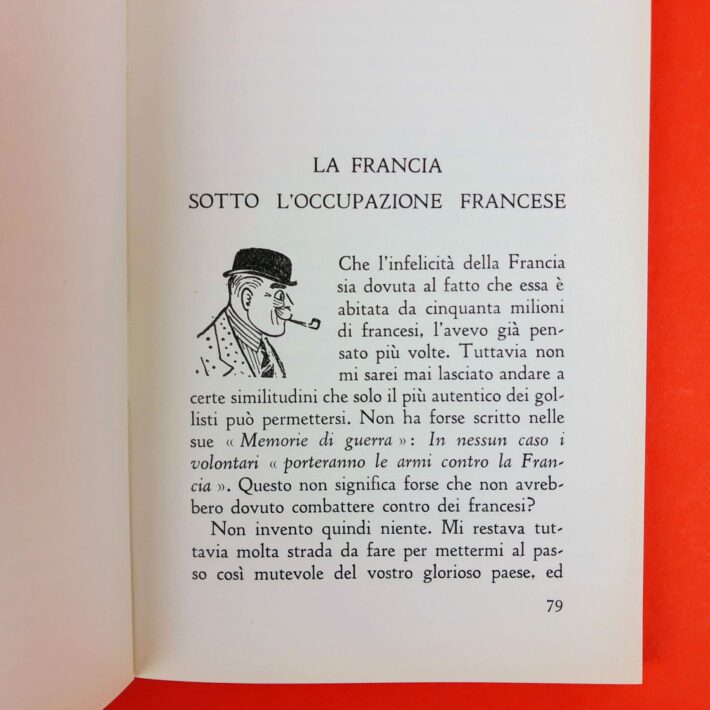 LA FRANCIA
SOTTO L'OCCUPAZIONE FRANCESE
Che l'infelicità della Francia
sia dovuta al fatto che essa è
abitata da cinquanta milioni
di francesi, l'avevo già pen-
sato più volte. Tuttavia non
mi sarei mai lasciato andare a
certe similitudini che solo il più autentico dei gol-
listi può permettersi. Non ha forse scritto nelle
sue « Memorie di guerra »: In nessun caso i
volontari « porteranno le armi contro la Fran-
cia ». Questo non significa forse che non avreb-
bero dovuto combattere contro dei francesi?
Non invento quindi niente. Mi restava tut-
tavia molta strada da fare per mettermi al pas-
so così mutevole del vostro glorioso paese, ed
79